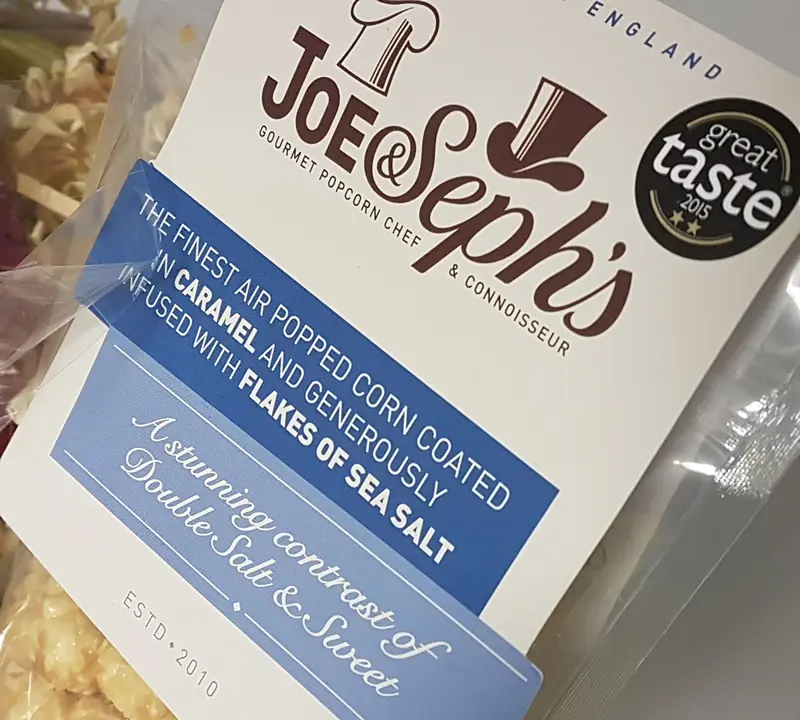 ENGLAND
JOE & Seph's
GOURMET POPCORN CHEF & CONNOISSEUR
great
taste
®
2015
THE FINEST AIR POPPED CORN COATED
IN CARAMEL AND GENEROUSLY
INFUSED WITH FLAKES OF SEA SALT
A stunning contrast of
Double Salt & Sweet
ESTD • 2010